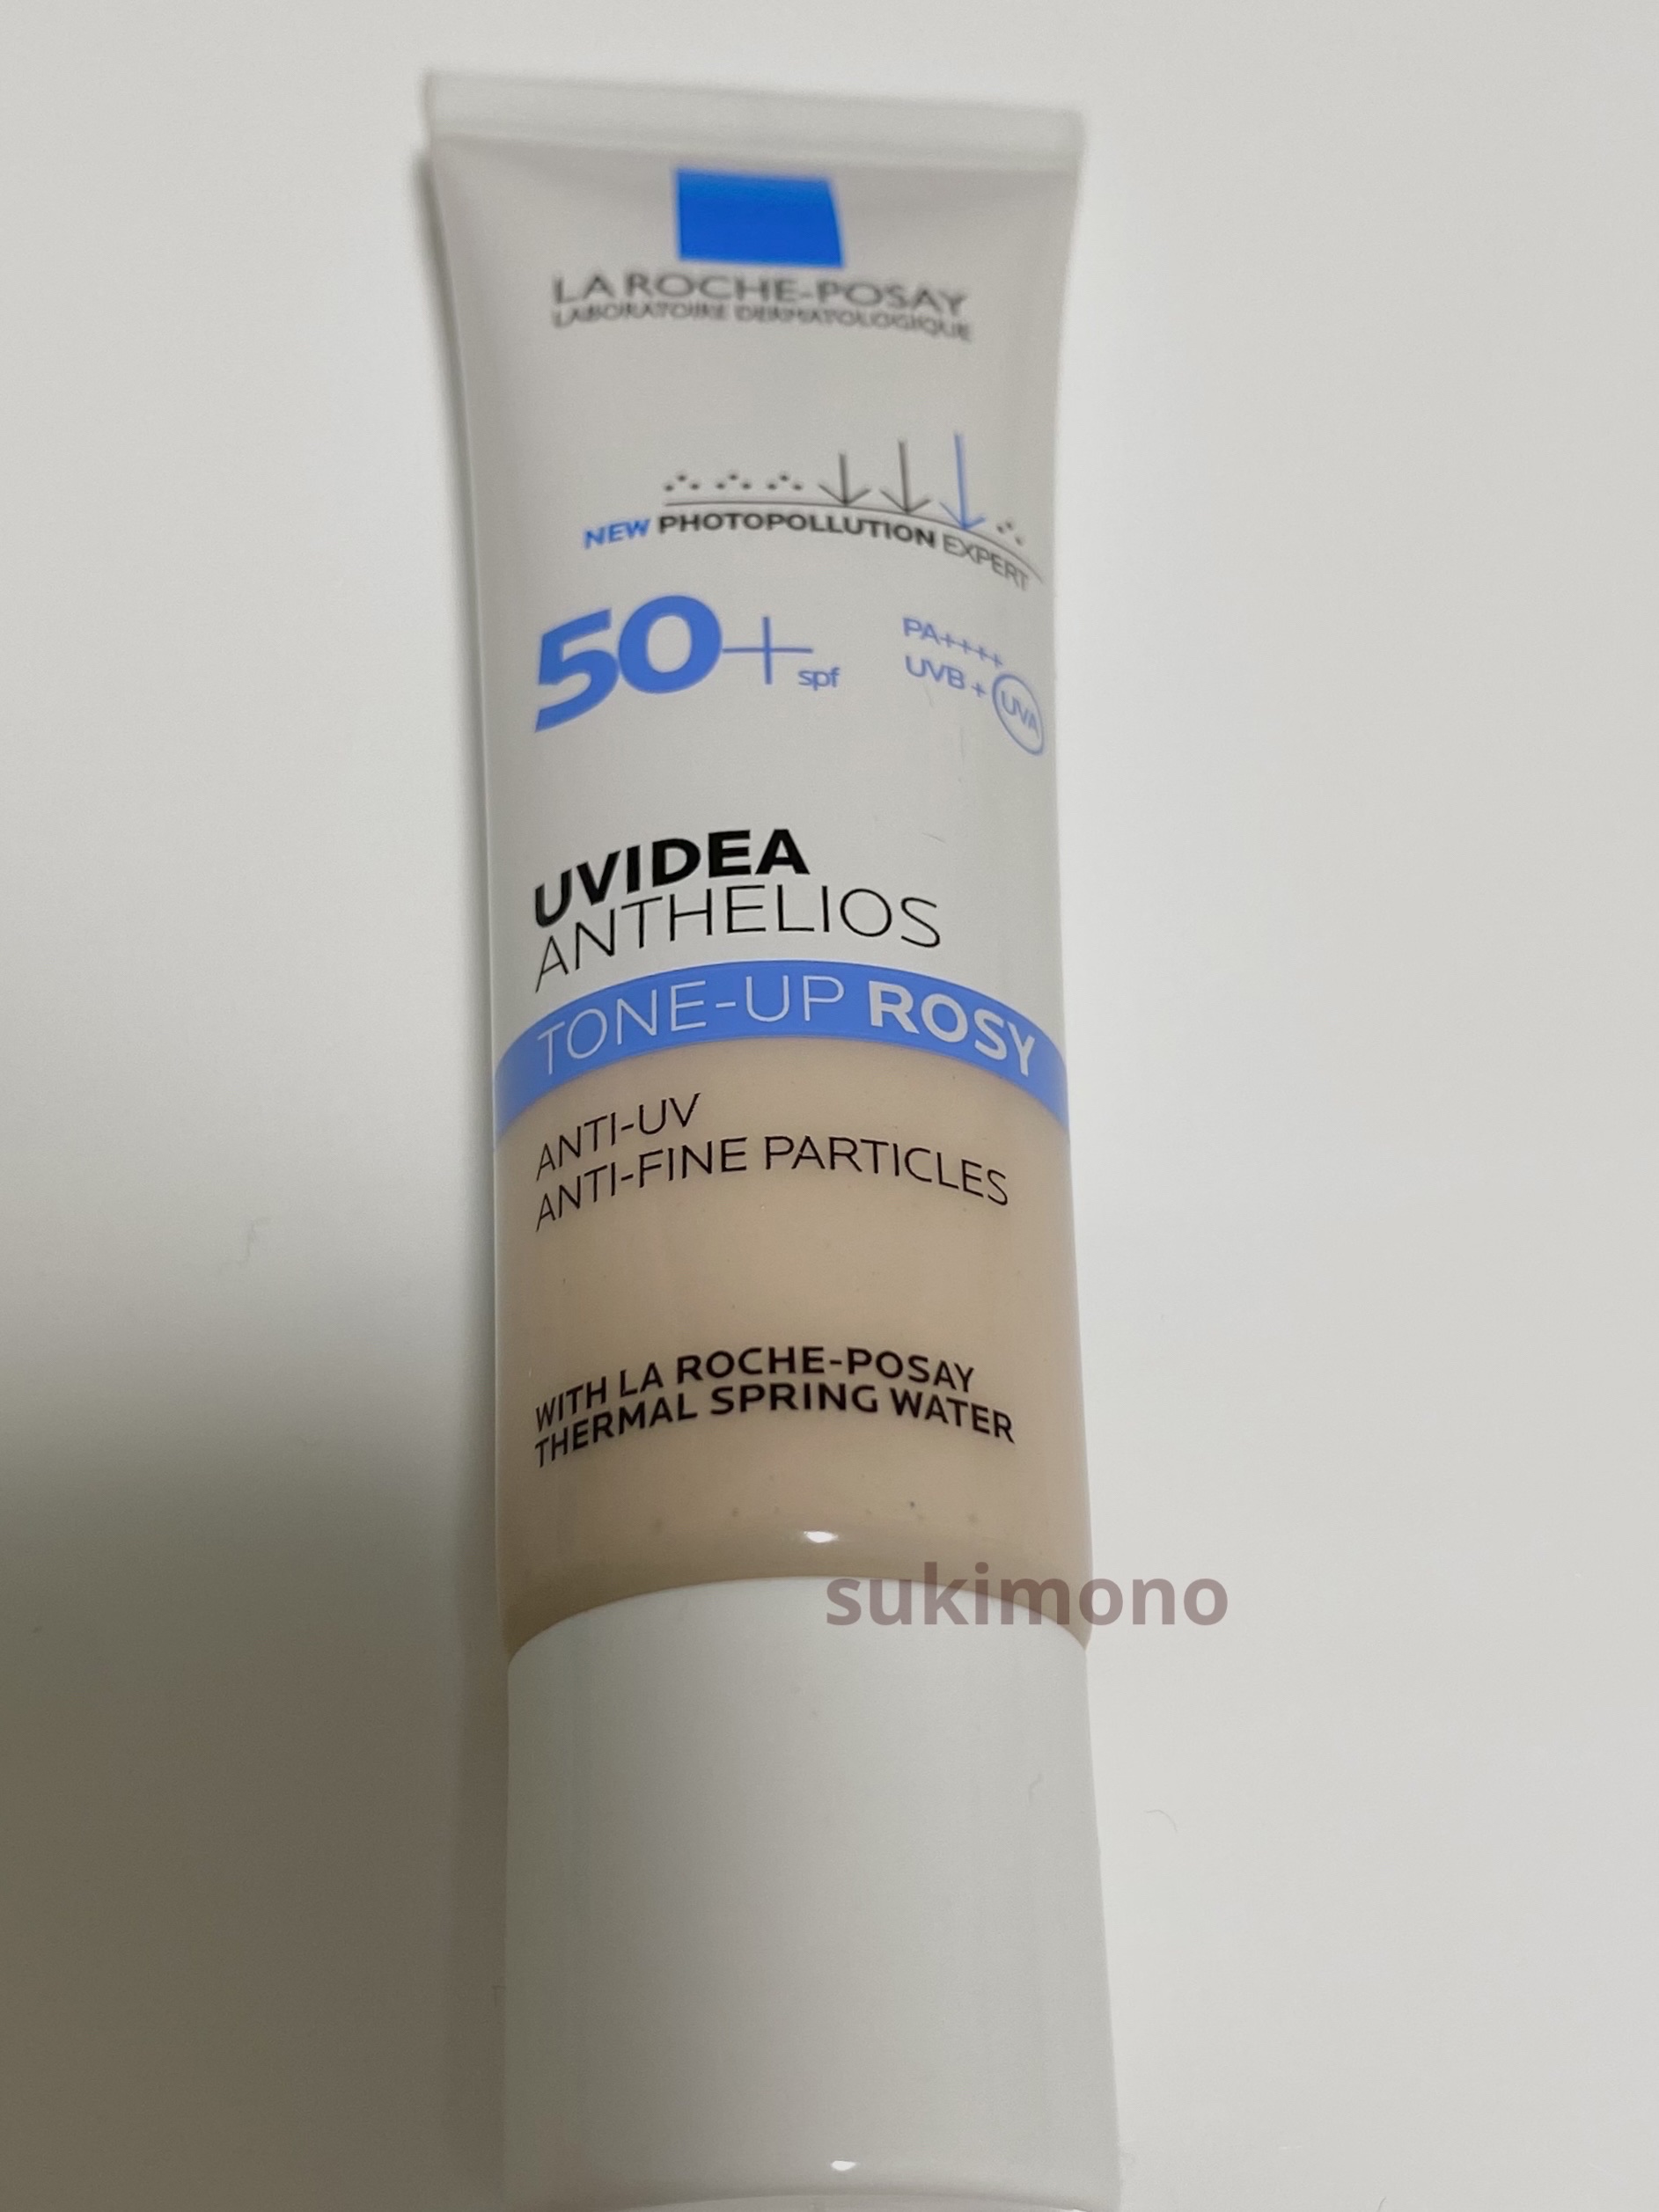 LA ROCHE-POSAY
LABORATOIRE DERMATOLOGIQUE
NEW PHOTOPOLLUTION EXPERT
50+ spf
PA++++
UVB + UVA
UVIDEA
ANTHELIOS
TONE-UP ROSY
ANTI-UV
ANTI-FINE PARTICLES
WITH LA ROCHE-POSAY
THERMAL SPRING WATER
sukimono